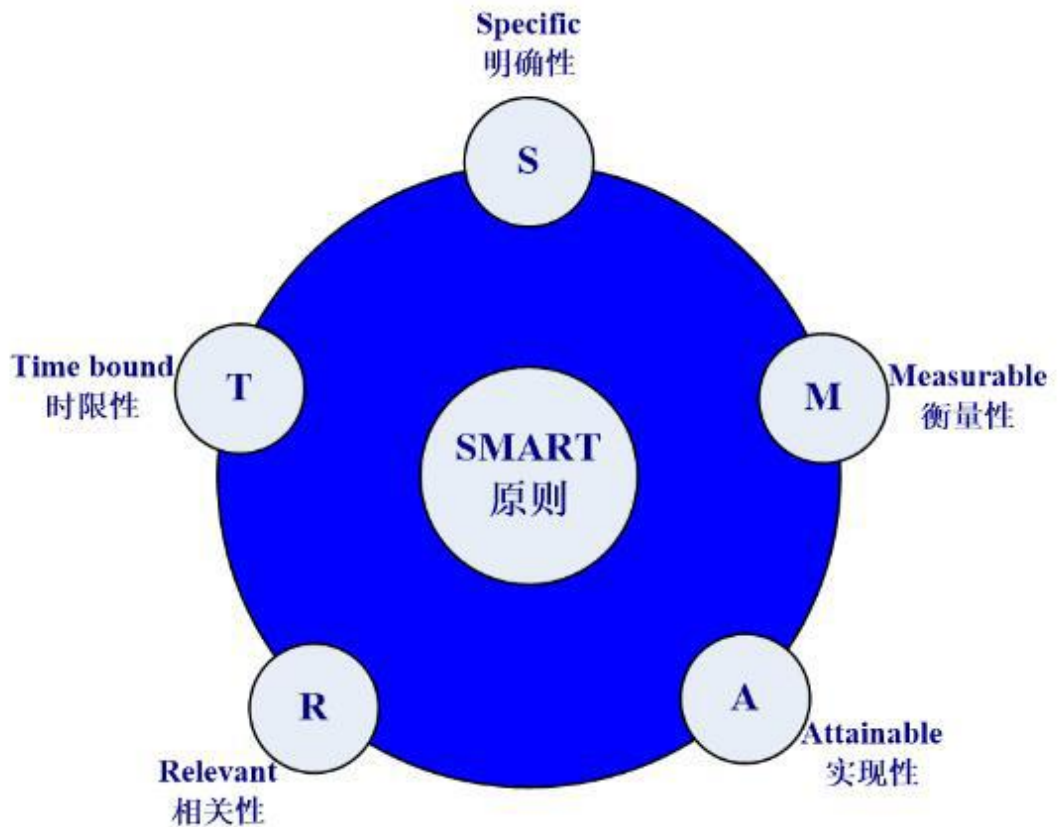 Specific
明确性
S
Time bound
时限性
T
M
Measurable
衡量性
SMART
原则
R
Relevant
相关性
A
Attainable
实现性